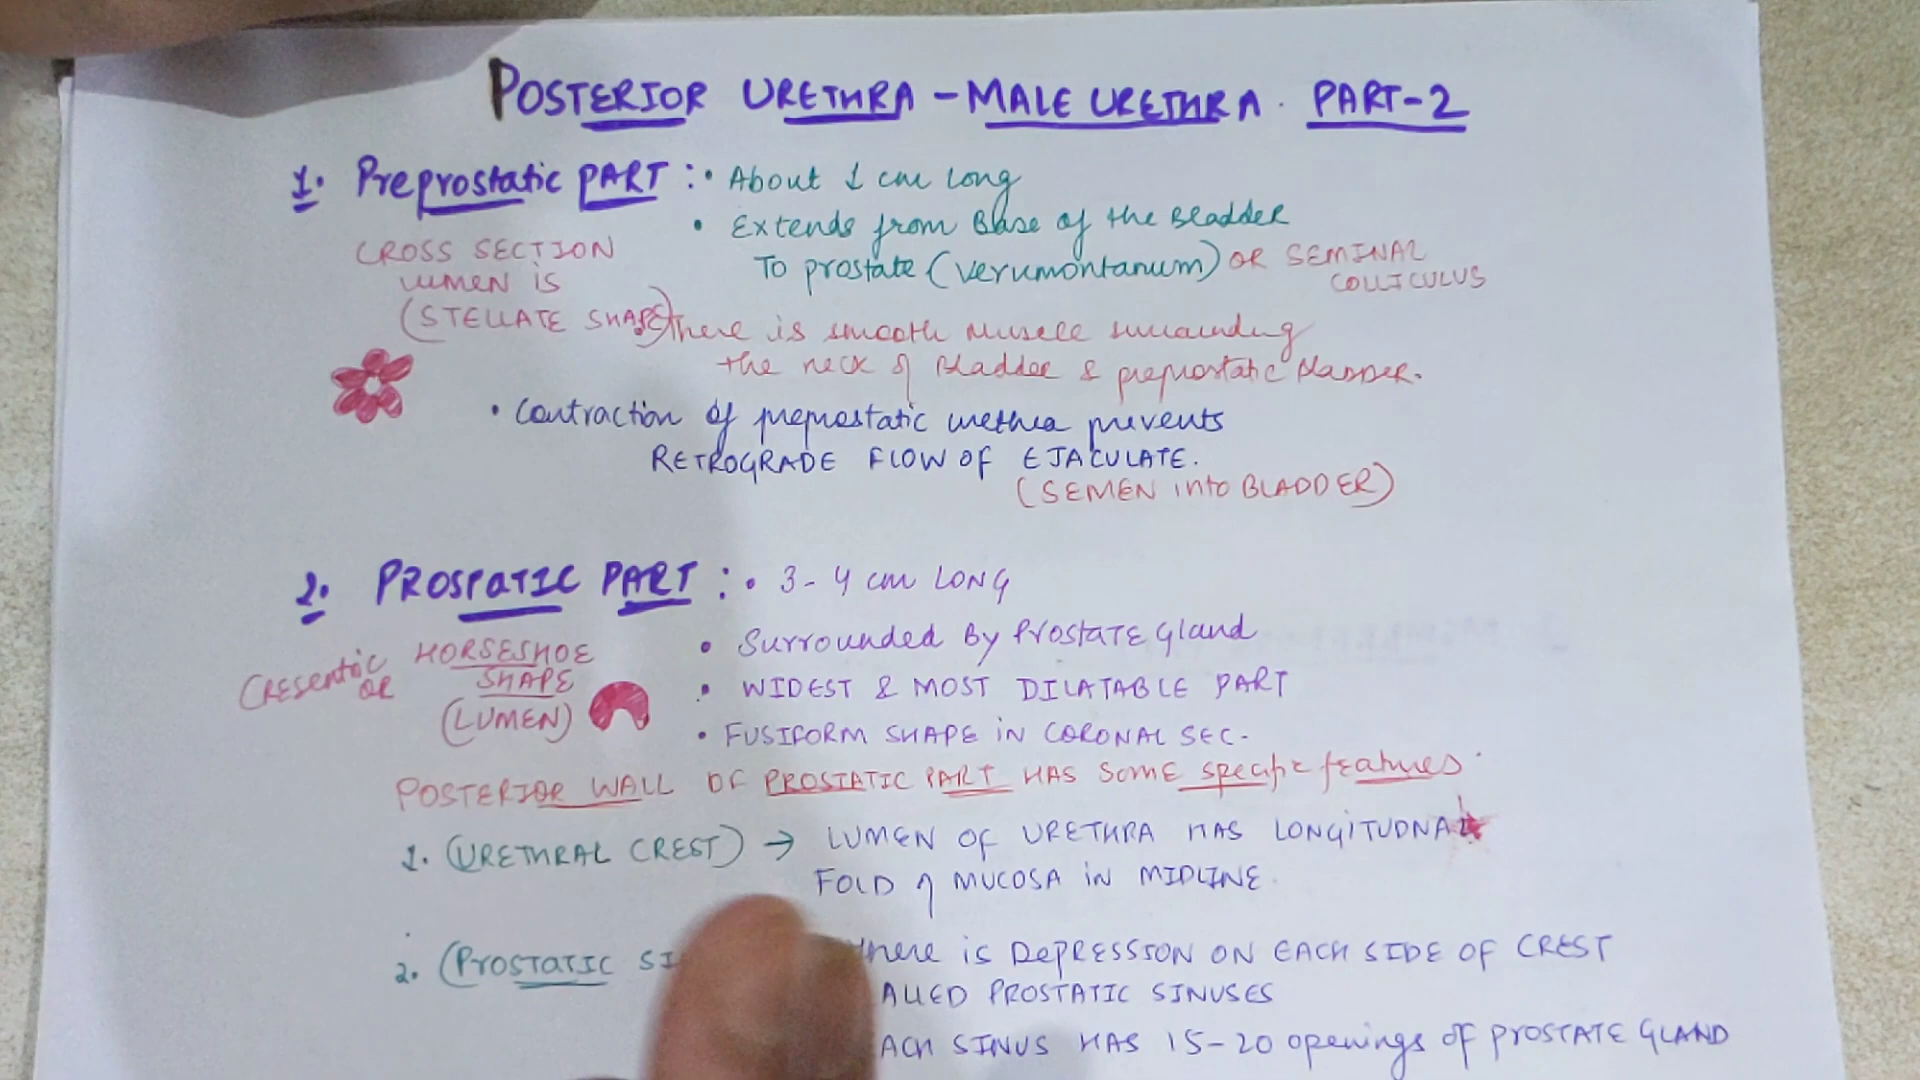 POSTERIOR URETHRA - MALE URETHRA. PART-2
1. Preprostatic PART : • About 1 cm long
• Extends from Base of the Bladder
To prostate (verumontanum) OR SEMINAL
COLLICULUS
CROSS SECTION
LUMEN is
(STELLATE SHAPE)
• There is smooth muscle surrounding
the neck of Bladder & preprostatic bladder.
• Contraction of preprostatic urethra prevents
RETROGRADE FLOW OF EJACULATE.
(SEMEN into BLADDER)
2. PROSTATIC PART : • 3-4 cm LONG
• Surrounded By Prostate Gland
• WIDEST & MOST DILATABLE PART
• FUSIFORM SHAPE in CORONAL SEC-
Cresentic OR HORSESHOE
SHAPE
(LUMEN)
POSTERIOR WALL OF PROSTATIC PART HAS Some specific features.
1. (URETHRAL CREST) → LUMEN OF URETHRA HAS LONGITUDNAL
FOLD of MUCOSA in MIDLINE.
2. (PROSTATIC SI there is DEPRESSION ON EACH SIDE OF CREST
ALLED PROSTATIC SINUSES
ACH SINUS HAS 15-20 openings of PROSTATE GLAND